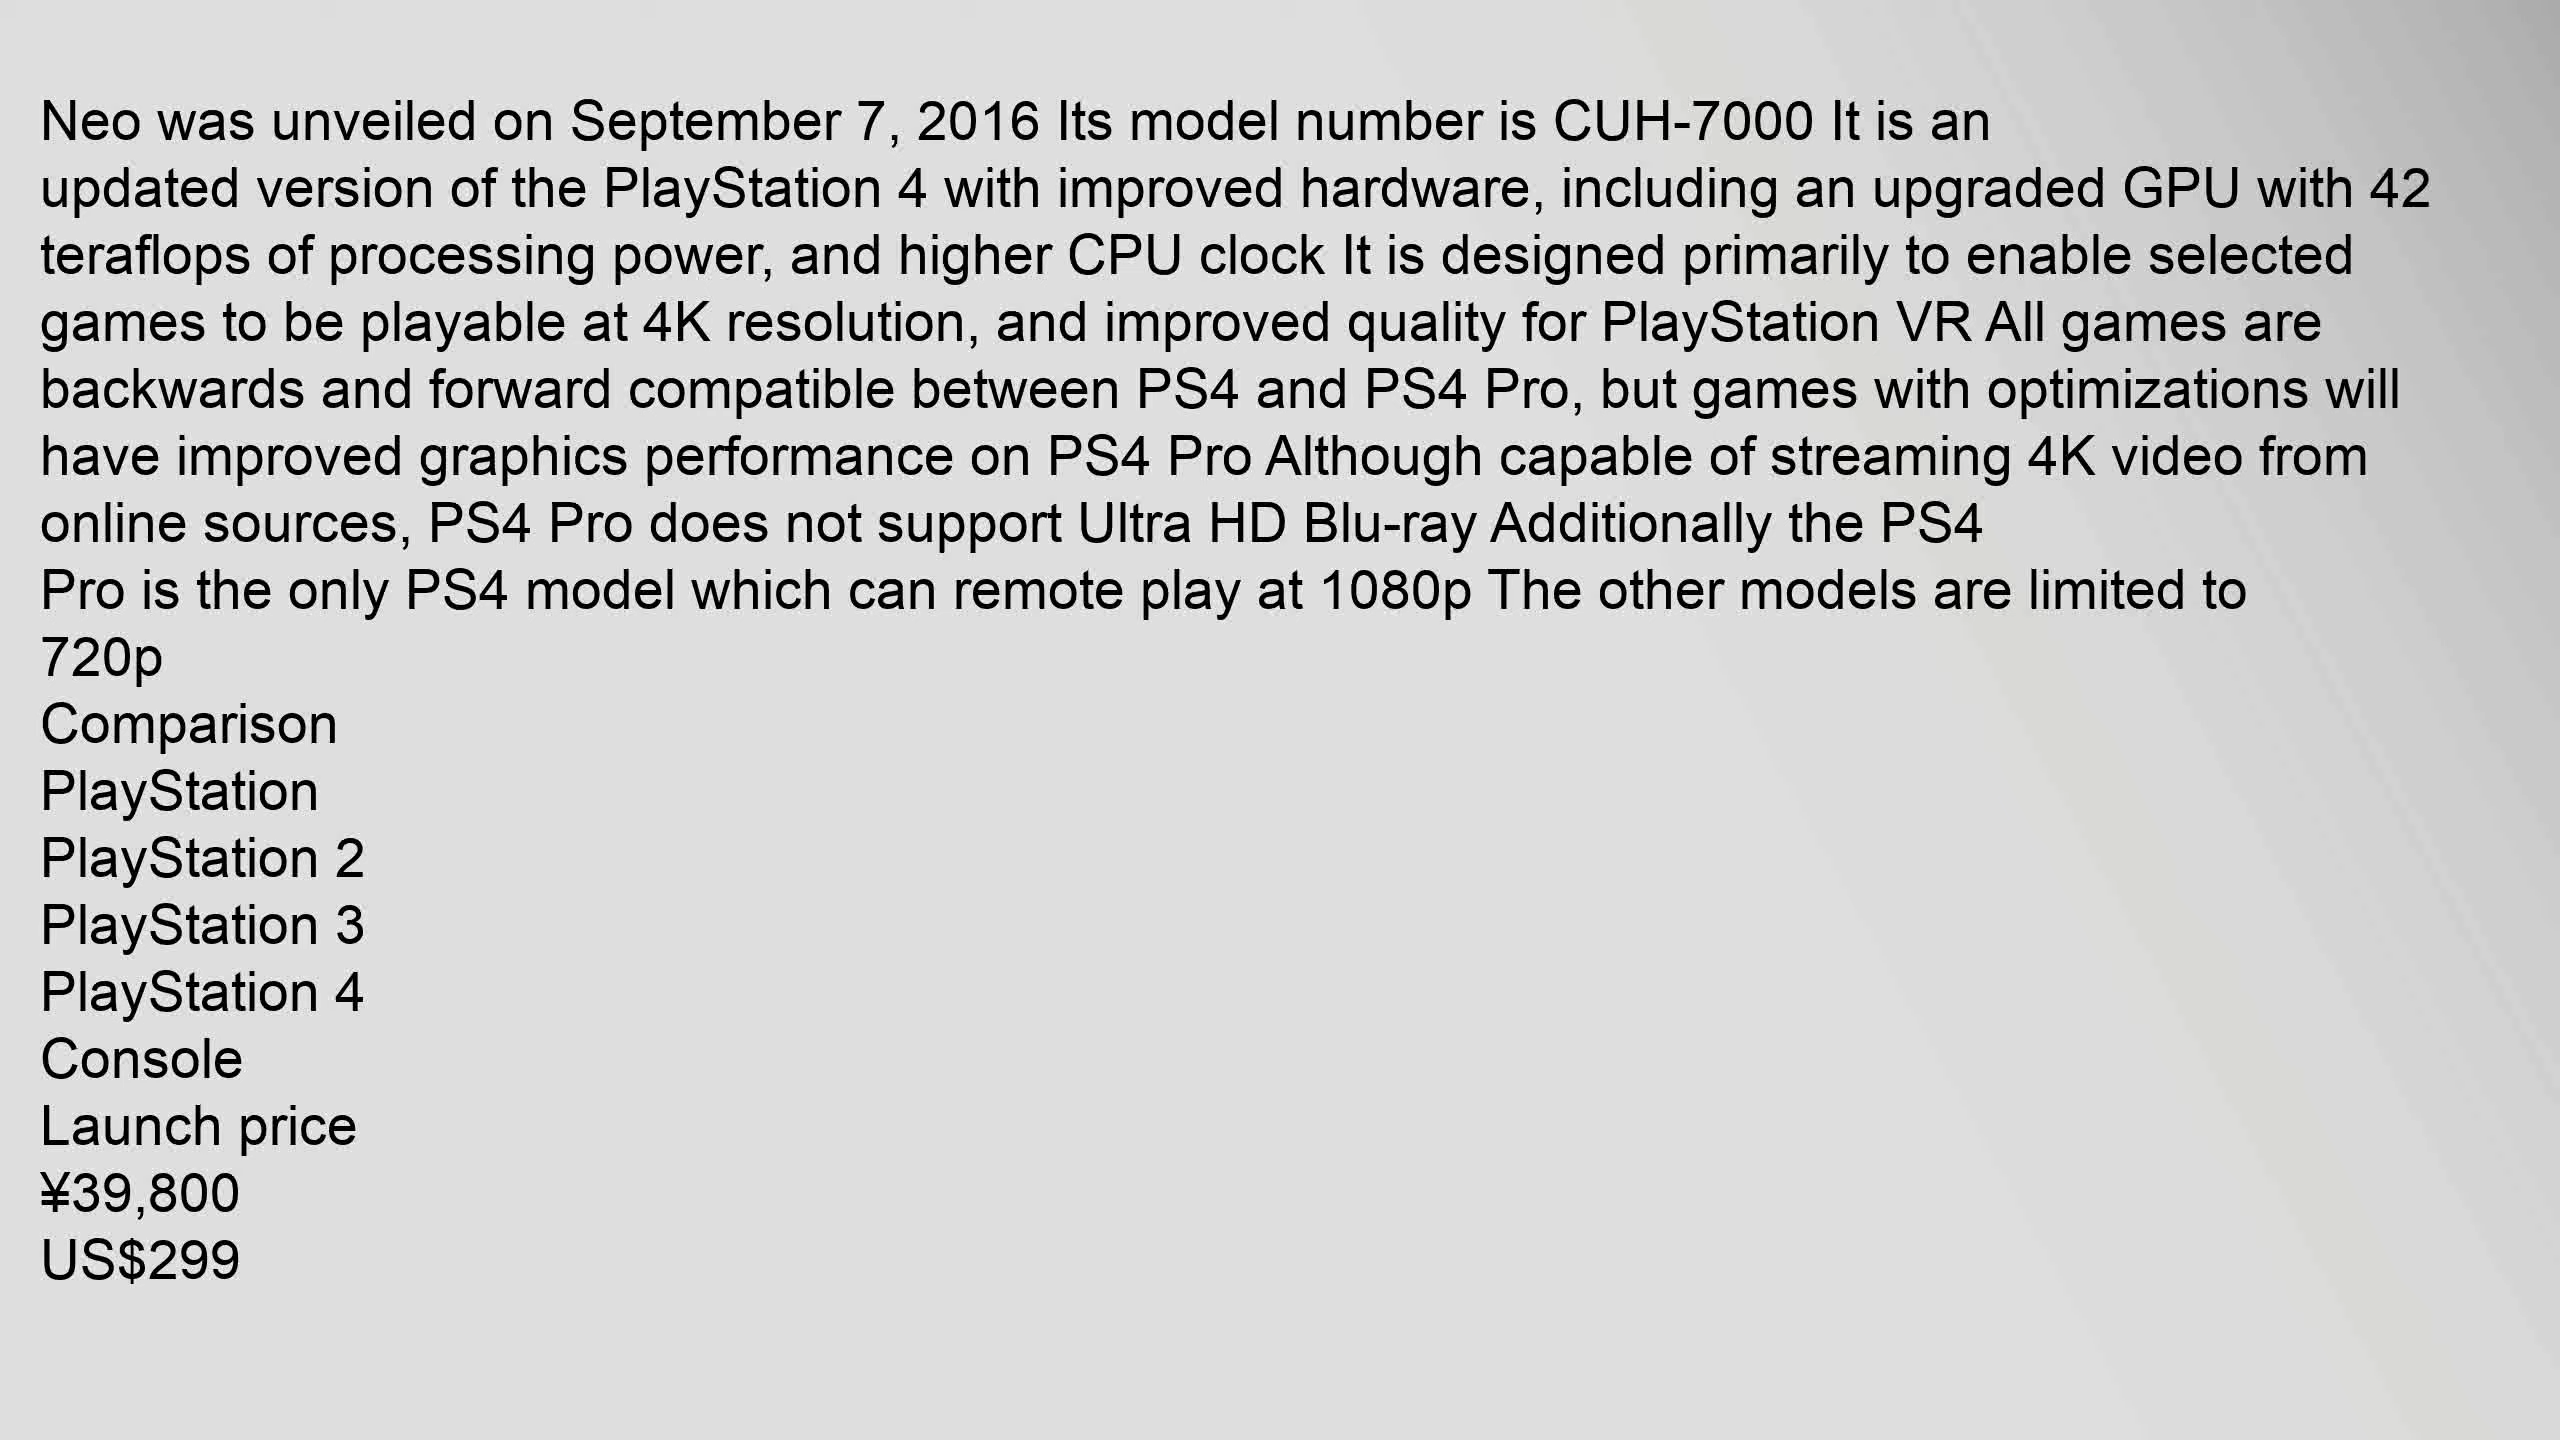 Neo was unveiled on September 7, 2016 Its model number is CUH-7000 It is an
updated version of the PlayStation 4 with improved hardware, including an upgraded GPU with 42
teraflops of processing power, and higher CPU clock It is designed primarily to enable selected
games to be playable at 4K resolution, and improved quality for PlayStation VR All games are
backwards and forward compatible between PS4 and PS4 Pro, but games with optimizations will
have improved graphics performance on PS4 Pro Although capable of streaming 4K video from
online sources, PS4 Pro does not support Ultra HD Blu-ray Additionally the PS4
Pro is the only PS4 model which can remote play at 1080p The other models are limited to
720p
Comparison
PlayStation
PlayStation 2
PlayStation 3
PlayStation 4
Console
Launch price
¥39,800
US$299